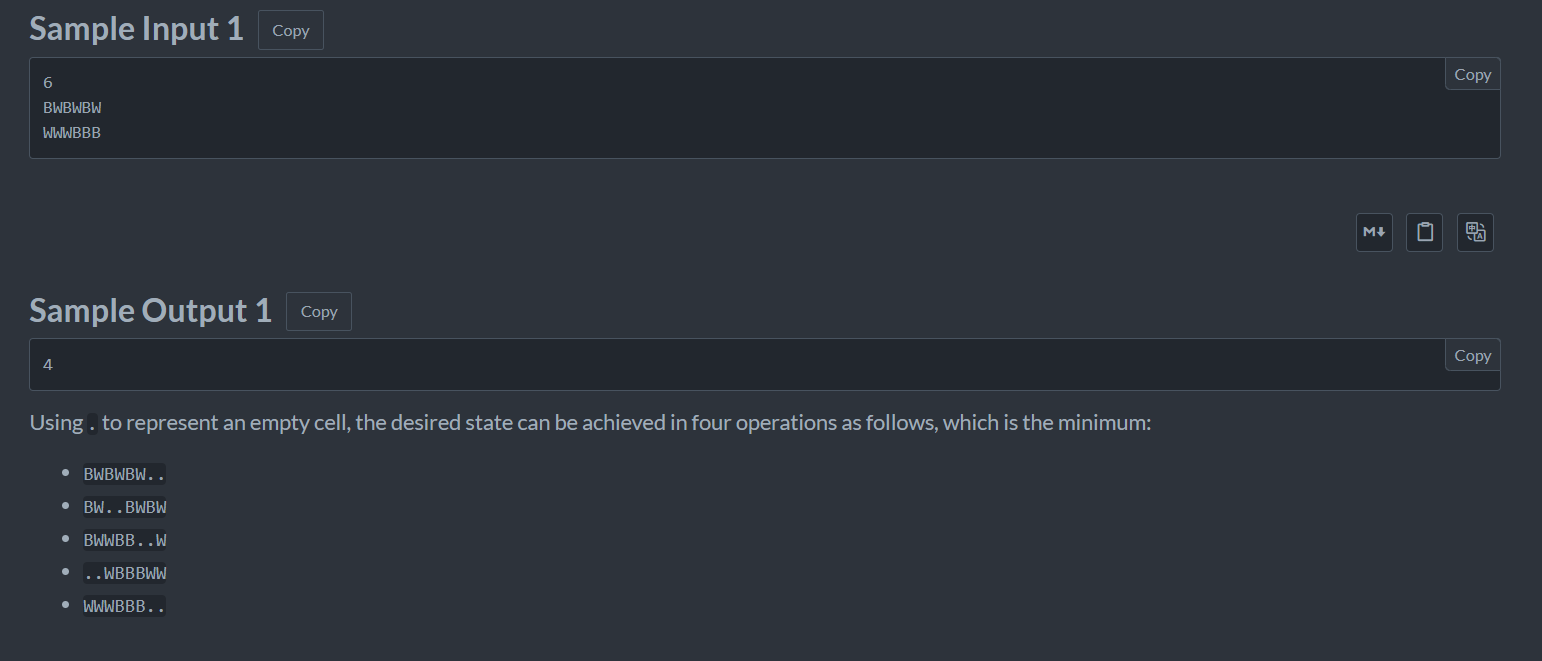 Sample Input 1 Copy
Copy
6
BWBWBW
WWWBBB
M
Sample Output 1 Copy
Copy
4
Using . to represent an empty cell, the desired state can be achieved in four operations as follows, which is the minimum:
BWBWBW..
BW..BWBW
BWWBB..W
..WBBBWW
WWWBBB..